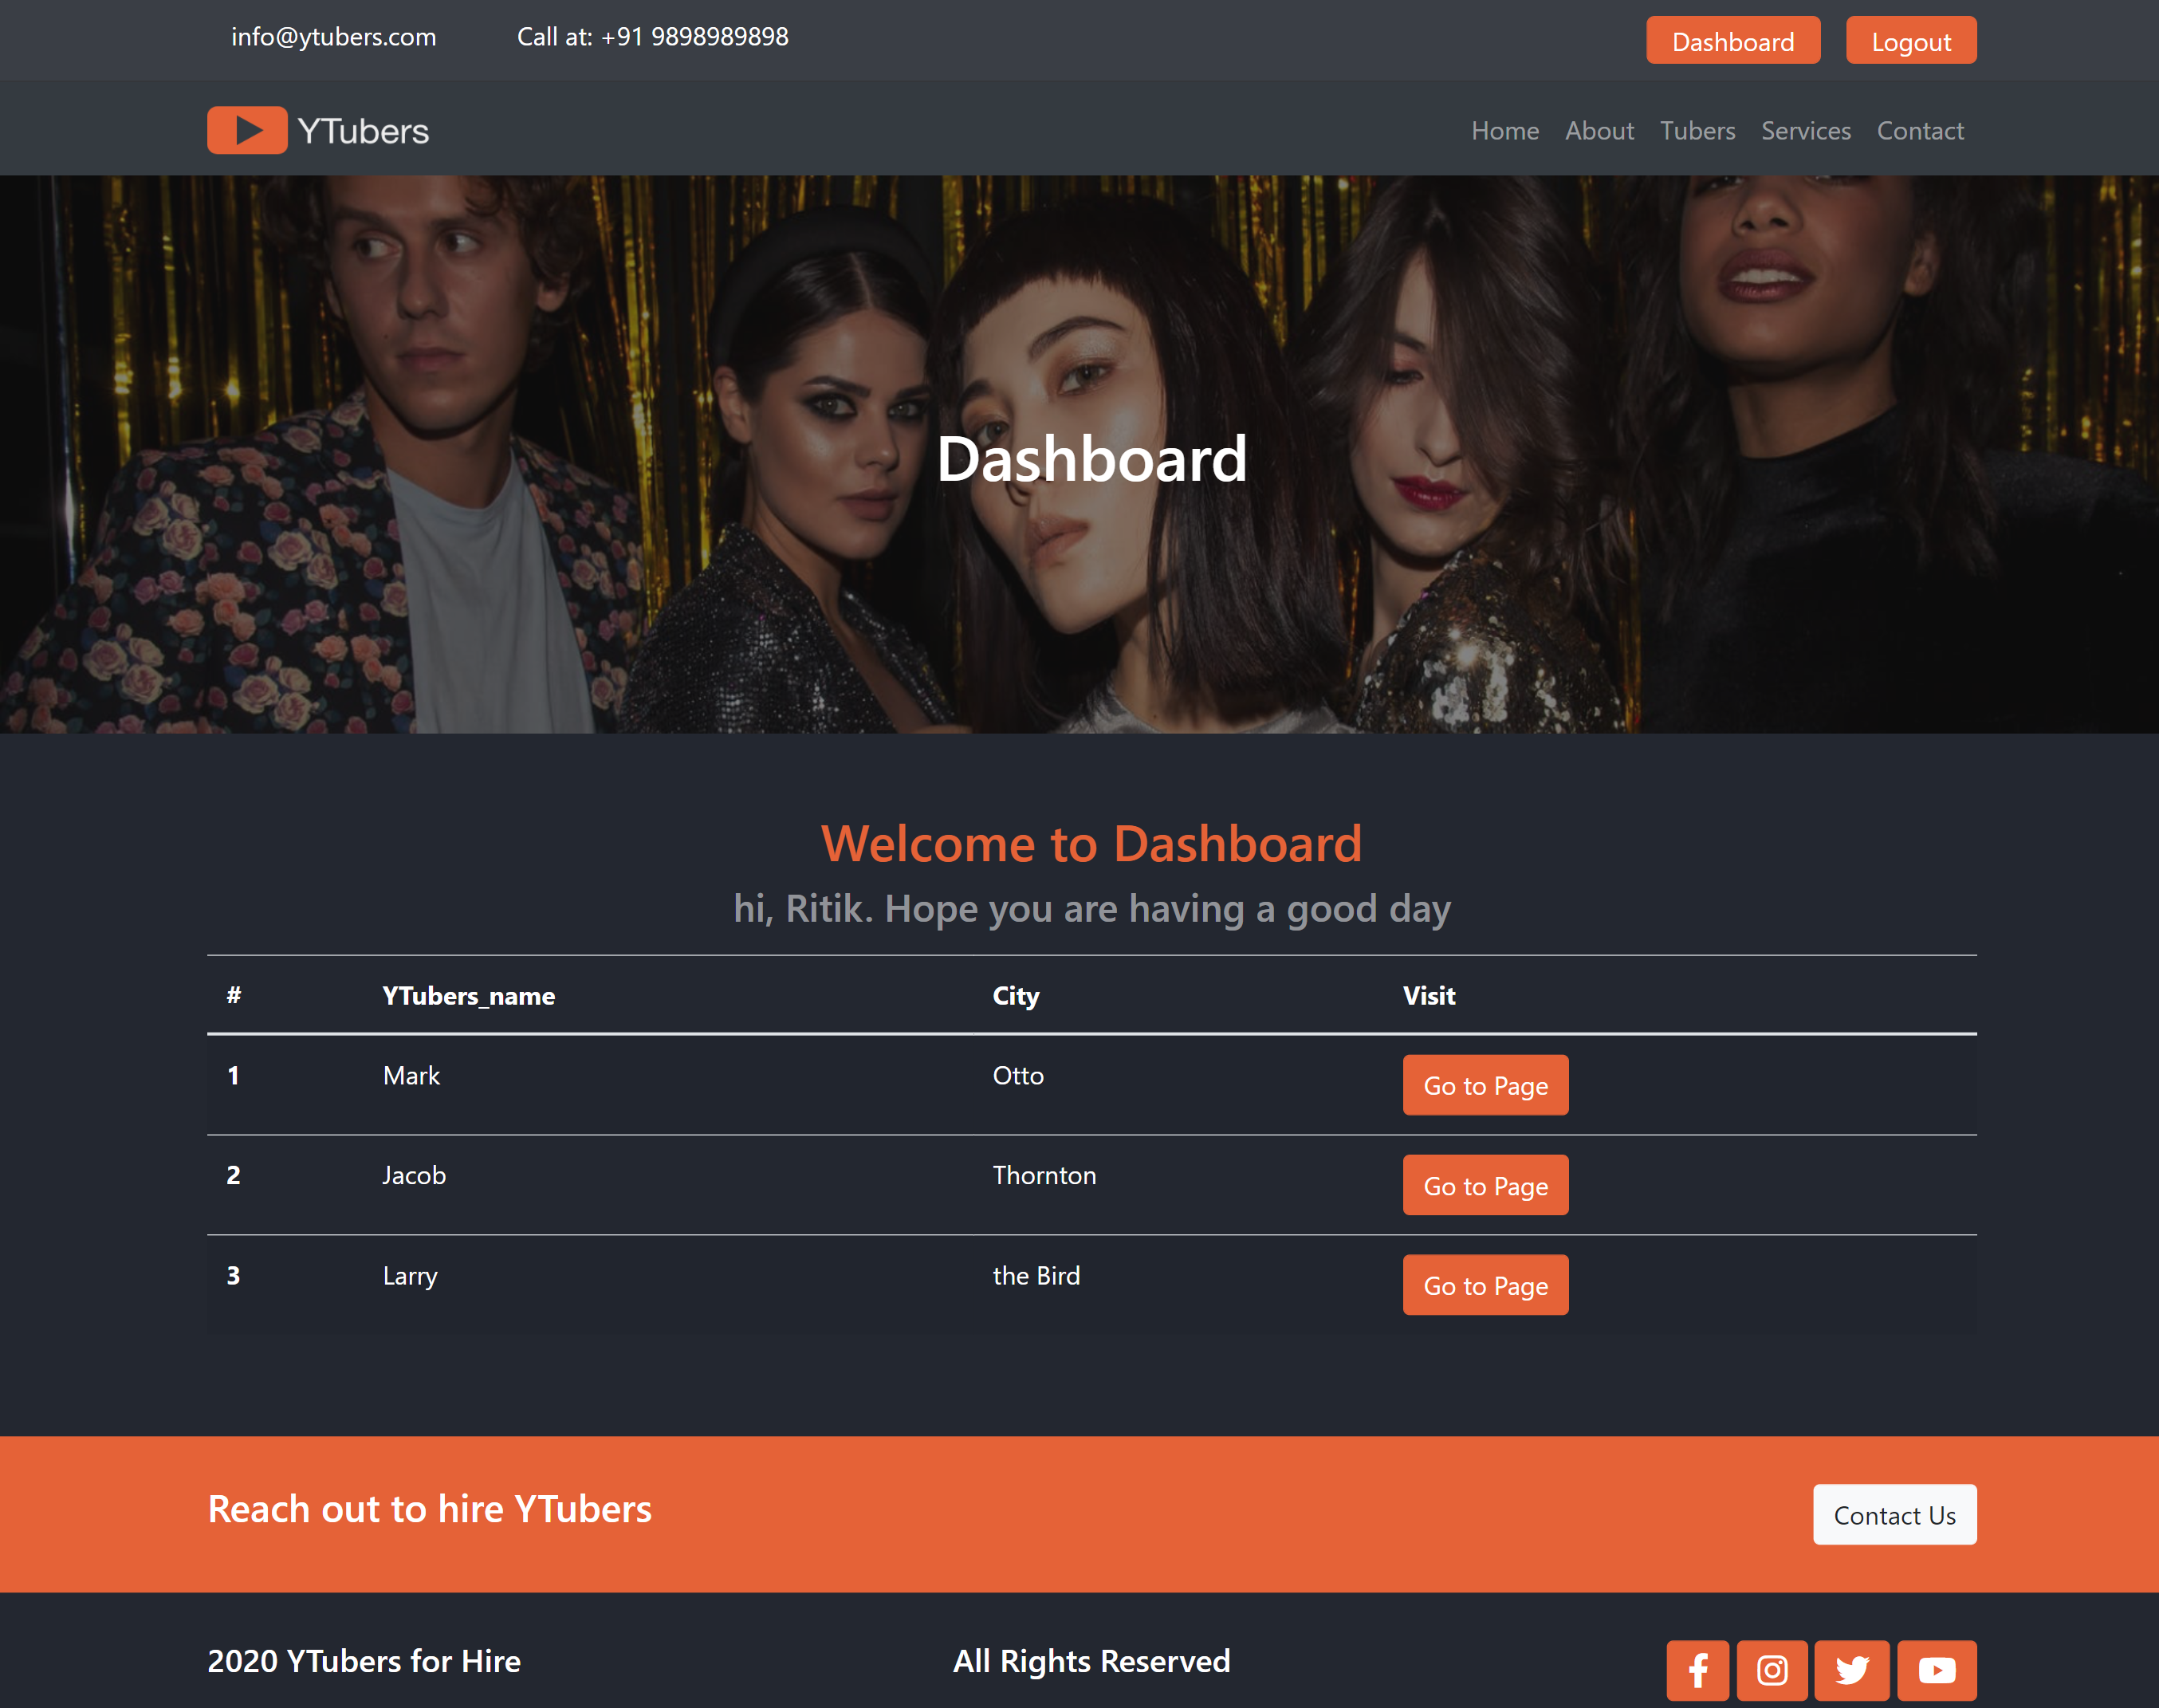 info@ytubers.com Call at: +91 9898989898 Dashboard Logout
YTubers Home About Tubers Services Contact
Dashboard
Welcome to Dashboard
hi, Ritik. Hope you are having a good day
# YTubers_name City Visit
1 Mark Otto Go to Page
2 Jacob Thornton Go to Page
3 Larry the Bird Go to Page
Reach out to hire YTubers Contact Us
2020 YTubers for Hire All Rights Reserved